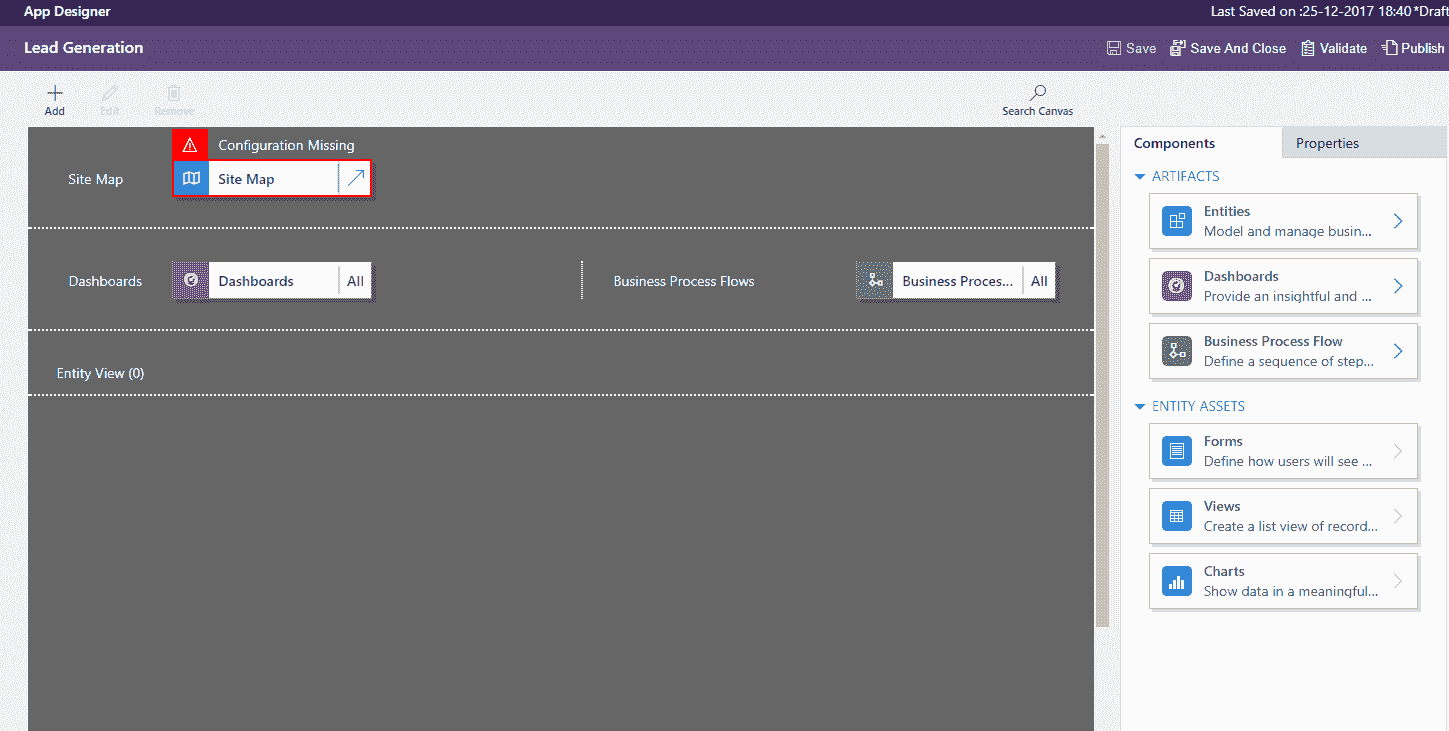 App Designer
Last Saved on :25-12-2017 18:40 *Draft
Lead Generation
Save
Save And Close
Validate
Publish
Add
Edit
Remove
Search Canvas
Configuration Missing
Site Map
Site Map
Dashboards
Dashboards
All
Business Process Flows
Business Proces...
All
Entity View (0)
Components
Properties
ARTIFACTS
Entities
Model and manage busin...
Dashboards
Provide an insightful and ...
Business Process Flow
Define a sequence of step...
ENTITY ASSETS
Forms
Define how users will see ...
Views
Create a list view of record...
Charts
Show data in a meaningful...